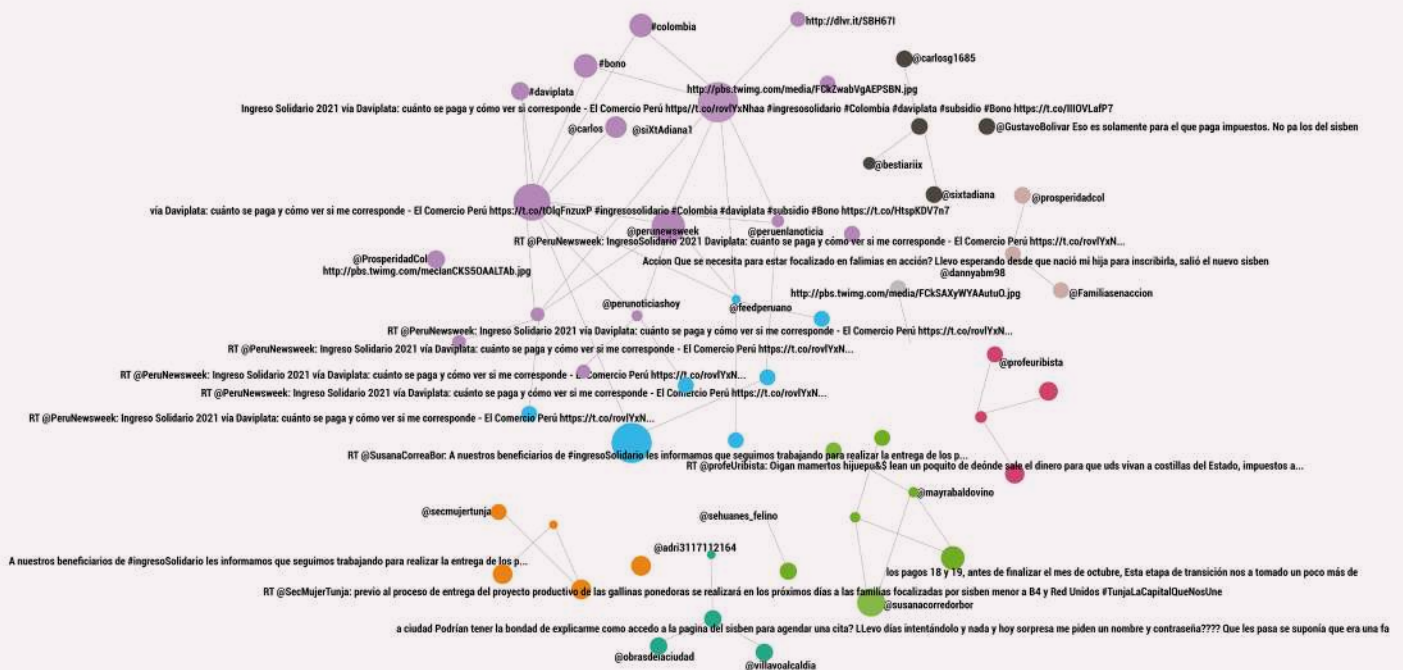 #colombia
http://dlvr.it/SBH67I
#bono
@carlosg1685
#daviplata
http://pbs.twimg.com/media/FCkZwabVgAEPSBN.jpg
Ingreso Solidario 2021 vía Daviplata: cuánto se paga y cómo ver si corresponde - El Comercio Perú https//t.co/rovlYxNhaa #ingresosolidario #Colombia #daviplata #subsidio #Bono https://t.co/IIIOVLafP7
@carlos
@siXtAdiana1
@GustavoBolivar Eso es solamente para el que paga impuestos. No pa los del sisben
@bestiariix
@sixtadiana
@prosperidadcol
vía Daviplata: cuánto se paga y cómo ver si me corresponde - El Comercio Perú https://t.co/tOlqFnzuxP #ingresosolidario #Colombia #daviplata #subsidio #Bono https://t.co/HtspKDV7n7
@perunewsweek
@peruenlanoticia
RT @PeruNewsweek: IngresoSolidario 2021 vía Daviplata: cuánto se paga y cómo ver si me corresponde - El Comercio Perú https://t.co/rovlYxN...
@ProsperidadCol
Accion Que se necesita para estar focalizado en falimias en acción? Llevo esperando desde que nació mi hija para inscribirla, salió el nuevo sisben
http://pbs.twimg.com/mecianCKS5OAALTAb.jpg
@dannyabm98
http://pbs.twimg.com/media/FCkSAXyWYAAutuO.jpg
@Familiasenaccion
@perunoticiashoy
@feedperuano
RT @PeruNewsweek: Ingreso Solidario 2021 vía Daviplata: cuánto se paga y cómo ver si me corresponde - El Comercio Perú https://t.co/rovlYxN...
RT @PeruNewsweek: Ingreso Solidario 2021 vía Daviplata: cuánto se paga y cómo ver si me corresponde - El Comercio Perú https://t.co/rovlYxN...
@profeuribista
RT @PeruNewsweek: Ingreso Solidario 2021 vía Daviplata: cuánto se paga y cómo ver si me corresponde - El Comercio Perú https://t.co/rovlYxN...
RT @PeruNewsweek: Ingreso Solidario 2021 vía Daviplata: cuánto se paga y cómo ver si me corresponde - El Comercio Perú https://t.co/rovlYxN...
RT @PeruNewsweek: Ingreso Solidario 2021 vía Daviplata: cuánto se paga y cómo ver si me corresponde - El Comercio Perú https://t.co/rovlYxN...
RT @SusanaCorreaBor: A nuestros beneficiarios de #ingresoSolidario les informamos que seguimos trabajando para realizar la entrega de los p...
RT @profeUribista: Oigan mamertos hijuepu&$ lean un poquito de deónde sale el dinero para que uds vivan a costillas del Estado, impuestos a...
@mayrabaldovino
@secmujertunja
@sehuanes_felino
@adri3117112164
A nuestros beneficiarios de #ingresoSolidario les informamos que seguimos trabajando para realizar la entrega de los p...
los pagos 18 y 19, antes de finalizar el mes de octubre, Esta etapa de transición nos a tomado un poco más de
RT @SecMujerTunja: previo al proceso de entrega del proyecto productivo de las gallinas ponedoras se realizará en los próximos días a las familias focalizadas por sisben menor a B4 y Red Unidos #TunjaLaCapitalQueNosUne
@susanacorredorbor
a ciudad Podrían tener la bondad de explicarme como accedo a la pagina del sisben para agendar una cita? LLevo días intentándolo y nada y hoy sorpresa me piden un nombre y contraseña???? Que les pasa se suponía que era una fa
@obrasdelaciudad
@villavoalcaldia